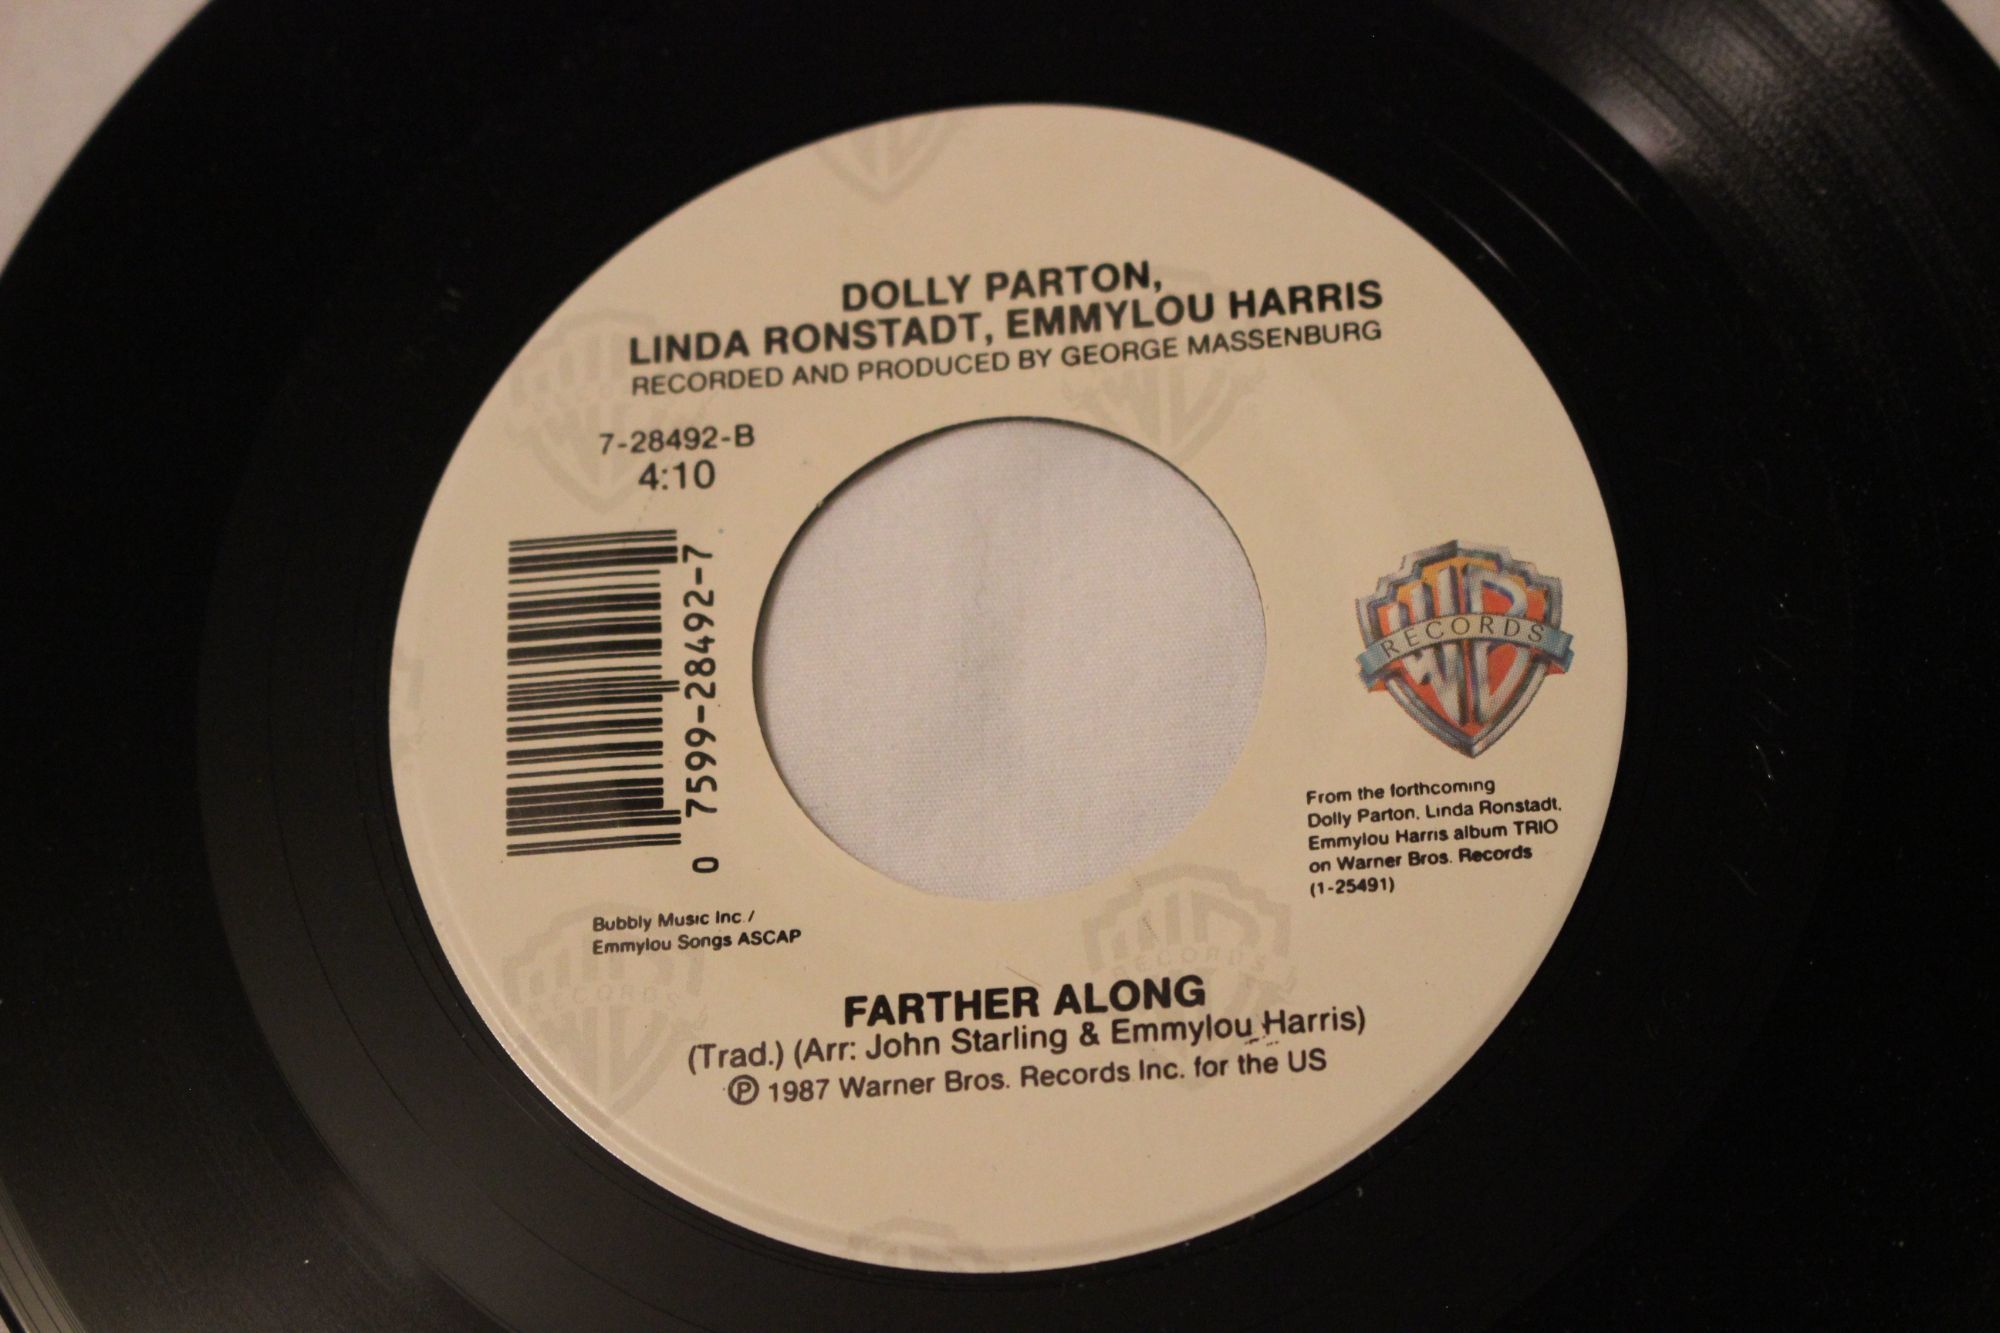 DOLLY PARTON,
LINDA RONSTADT, EMMYLOU HARRIS
RECORDED AND PRODUCED BY GEORGE MASSENBURG
7-28492-B
4:10
0 7599-28492-7
WB
RECORDS
From the forthcoming
Dolly Parton, Linda Ronstadt,
Emmylou Harris album TRIO
on Warner Bros. Records
(1-25491)
Bubbly Music Inc./
Emmylou Songs ASCAP
FARTHER ALONG
(Trad.) (Arr: John Starling & Emmylou Harris)
℗ 1987 Warner Bros. Records Inc. for the US